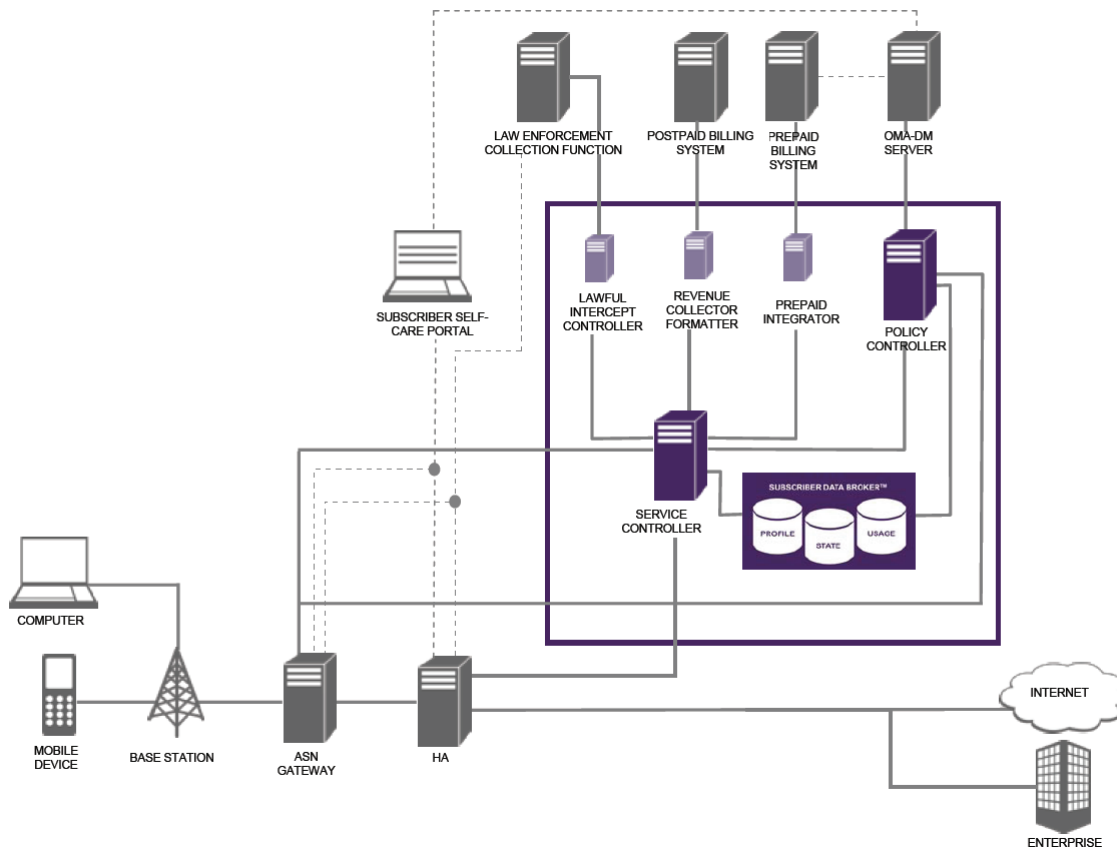 LAW ENFORCEMENT
COLLECTION FUNCTION
POSTPAID BILLING
SYSTEM
PREPAID
BILLING
SYSTEM
OMA-DM
SERVER
SUBSCRIBER SELF-
CARE PORTAL
LAWFUL
INTERCEPT
CONTROLLER
REVENUE
COLLECTOR
FORMATTER
PREPAID
INTEGRATOR
POLICY
CONTROLLER
SERVICE
CONTROLLER
SUBSCRIBER DATA BROKER™
PROFILE
STATE
USAGE
COMPUTER
MOBILE
DEVICE
BASE STATION
ASN
GATEWAY
HA
INTERNET
ENTERPRISE